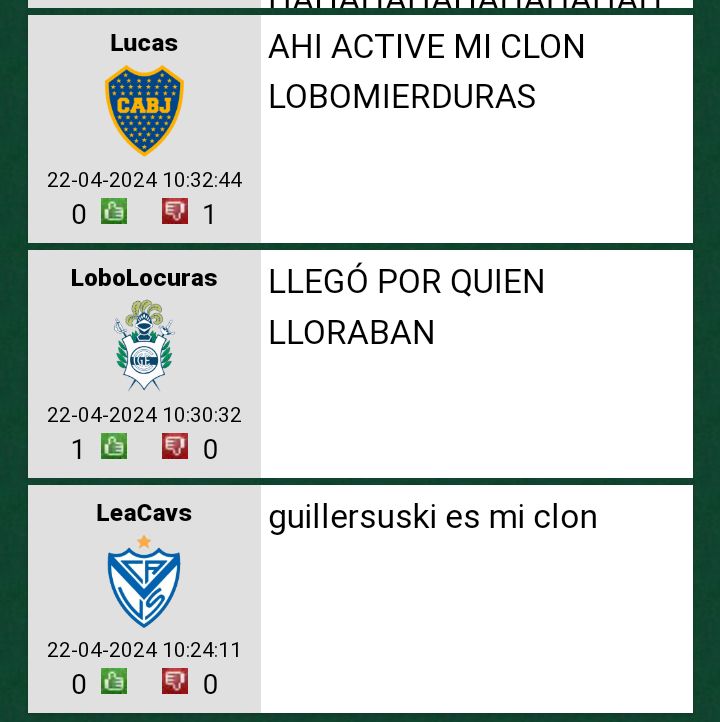 Lucas
CABJ
22-04-2024 10:32:44
0 1
AHI ACTIVE MI CLON
LOBOMIERDURAS
LoboLocuras
22-04-2024 10:30:32
1 0
LLEGÓ POR QUIEN
LLORABAN
LeaCavs
CAVS
22-04-2024 10:24:11
0 0
guillersuski es mi clon